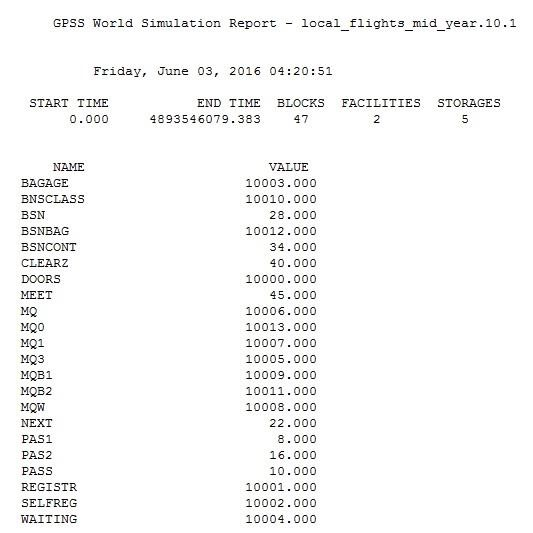 GPSS World Simulation Report - local_flights_mid_year.10.1
Friday, June 03, 2016 04:20:51
START TIME END TIME BLOCKS FACILITIES STORAGES
0.000 4893546079.383 47 2 5
NAME VALUE
BAGAGE 10003.000
BNSCLASS 10010.000
BSN 28.000
BSNBAG 10012.000
BSNCONT 34.000
CLEARZ 40.000
DOORS 10000.000
MEET 45.000
MQ 10006.000
MQ0 10013.000
MQ1 10007.000
MQ3 10005.000
MQB1 10009.000
MQB2 10011.000
MQW 10008.000
NEXT 22.000
PAS1 8.000
PAS2 16.000
PASS 10.000
REGISTR 10001.000
SELFREG 10002.000
WAITING 10004.000